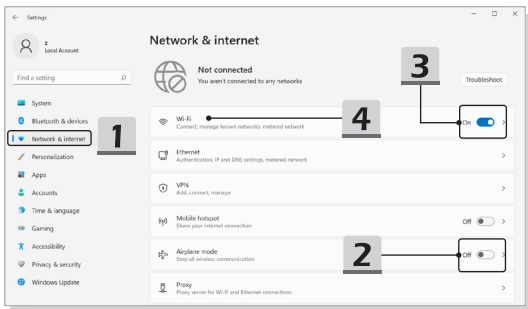 Settings
z
Local Account
Find a setting
System
Bluetooth & devices
Network & internet
Personalization
Apps
Accounts
Time & language
Gaming
Accessibility
Privacy & security
Windows Update
1
Network & internet
Not connected
You aren't connected to any networks
Troubleshoot
3
Wi-Fi
Connect, manage known networks, metered network
4
On
Ethernet
Authentication, IP and DNS settings, metered network
VPN
Add, connect, manage
Mobile hotspot
Share your internet connection
Off
Airplane mode
Stop all wireless communication
2
Off
Proxy
Proxy server for Wi-Fi and Ethernet connections